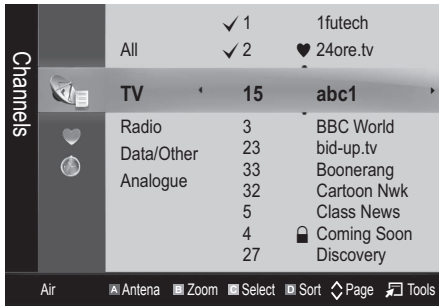 Channels
1 1futech
All 2 24ore.tv
TV 15 abc1
Radio 3 BBC World
Data/Other 23 bid-up.tv
Analogue 33 Boonerang
32 Cartoon Nwk
5 Class News
4 Coming Soon
27 Discovery
Air A Antena B Zoom C Select D Sort Page Tools